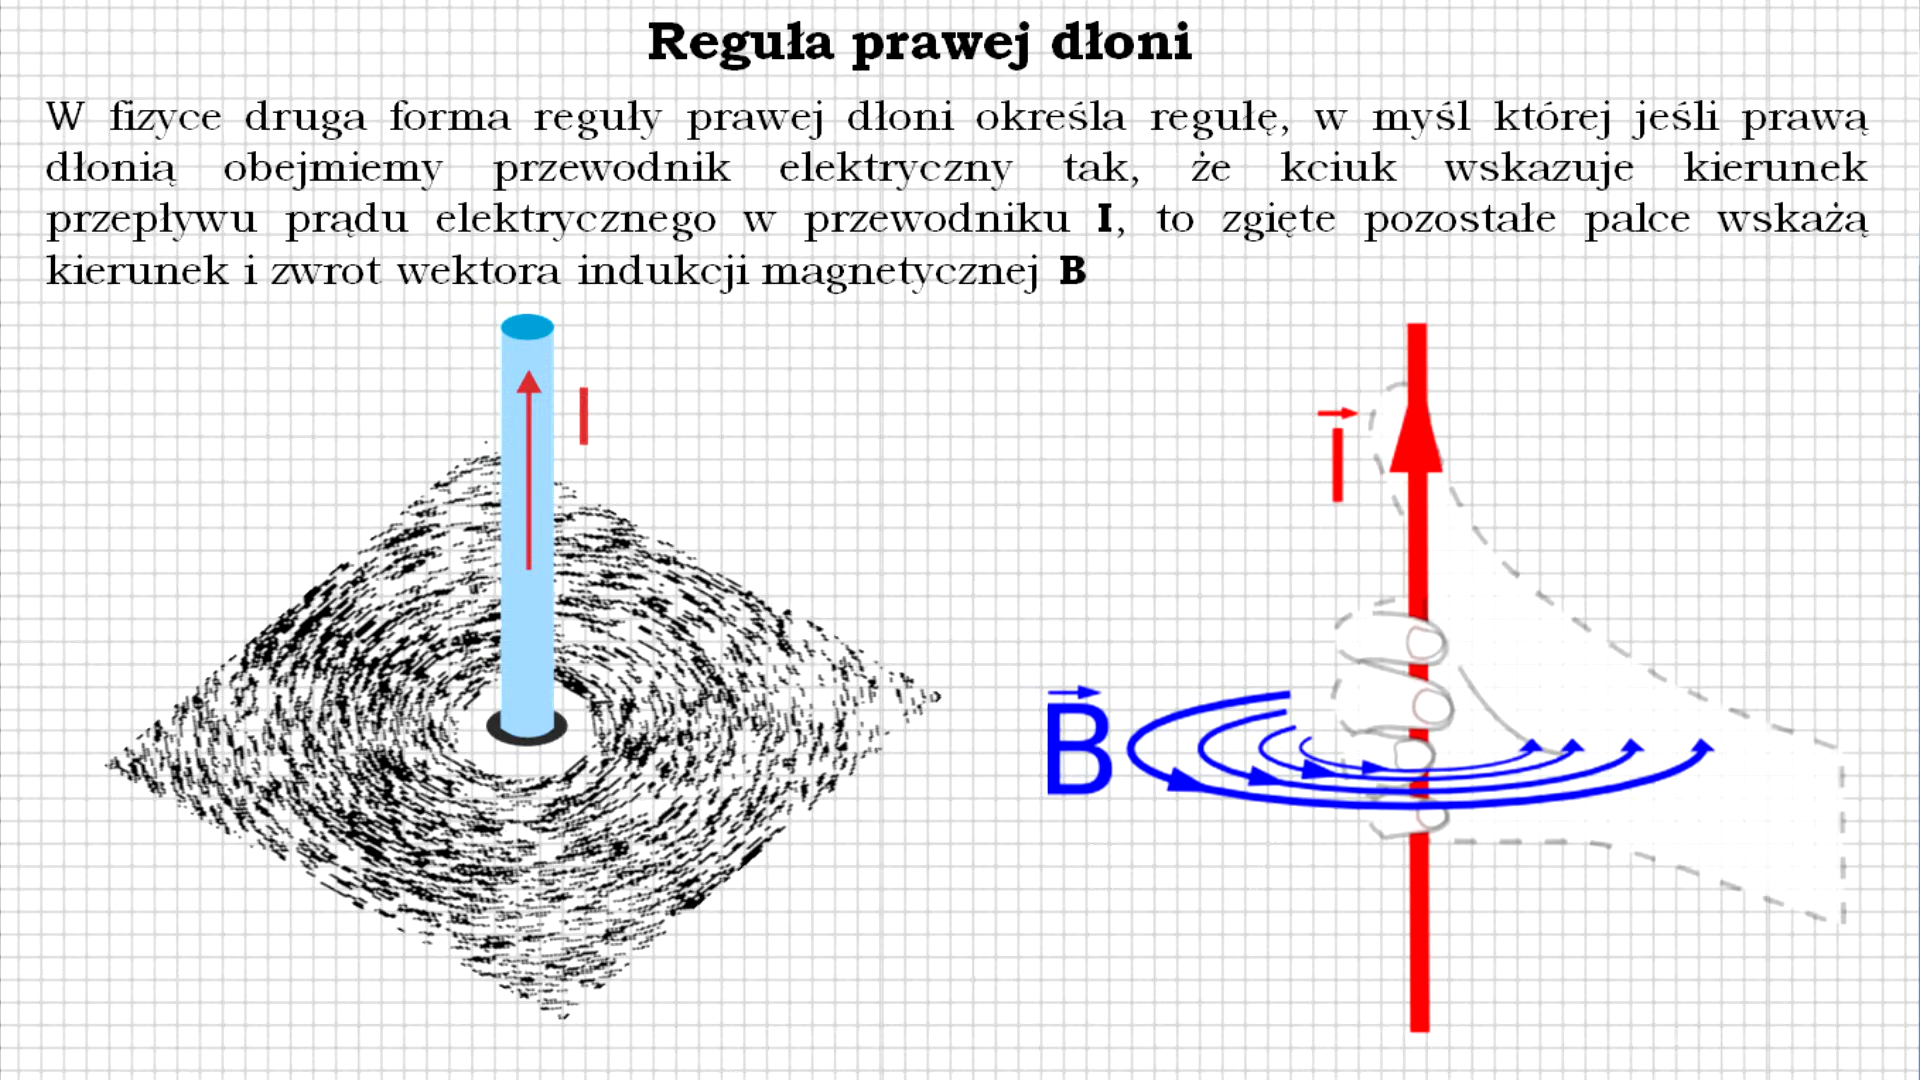 Reguła prawej dłoni
W fizyce druga forma reguły prawej dłoni określa regułę, w myśl której jeśli prawą
dłonią obejmiemy przewodnik elektryczny tak, że kciuk wskazuje kierunek
przepływu prądu elektrycznego w przewodniku I, to zgięte pozostałe palce wskażą
kierunek i zwrot wektora indukcji magnetycznej B
I
I
B